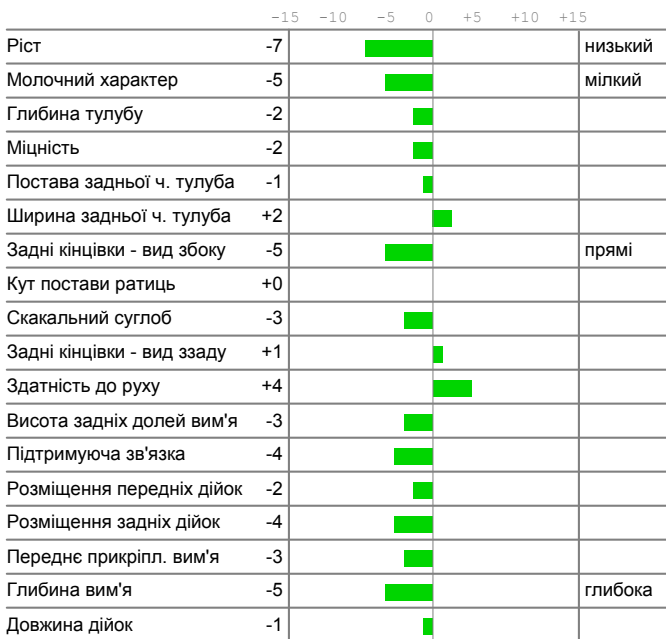 -15 -10 -5 0 +5 +10 +15
Ріст -7 низький
Молочний характер -5 мілкий
Глибина тулубу -2
Міцність -2
Постава задньої ч. тулуба -1
Ширина задньої ч. тулуба +2
Задні кінцівки - вид збоку -5 прямі
Кут постави ратиць +0
Скакальний суглоб -3
Задні кінцівки - вид ззаду +1
Здатність до руху +4
Висота задніх долей вим'я -3
Підтримуюча зв'язка -4
Розміщення передніх дійок -2
Розміщення задніх дійок -4
Переднє прикріпл. вим'я -3
Глибина вим'я -5 глибока
Довжина дійок -1